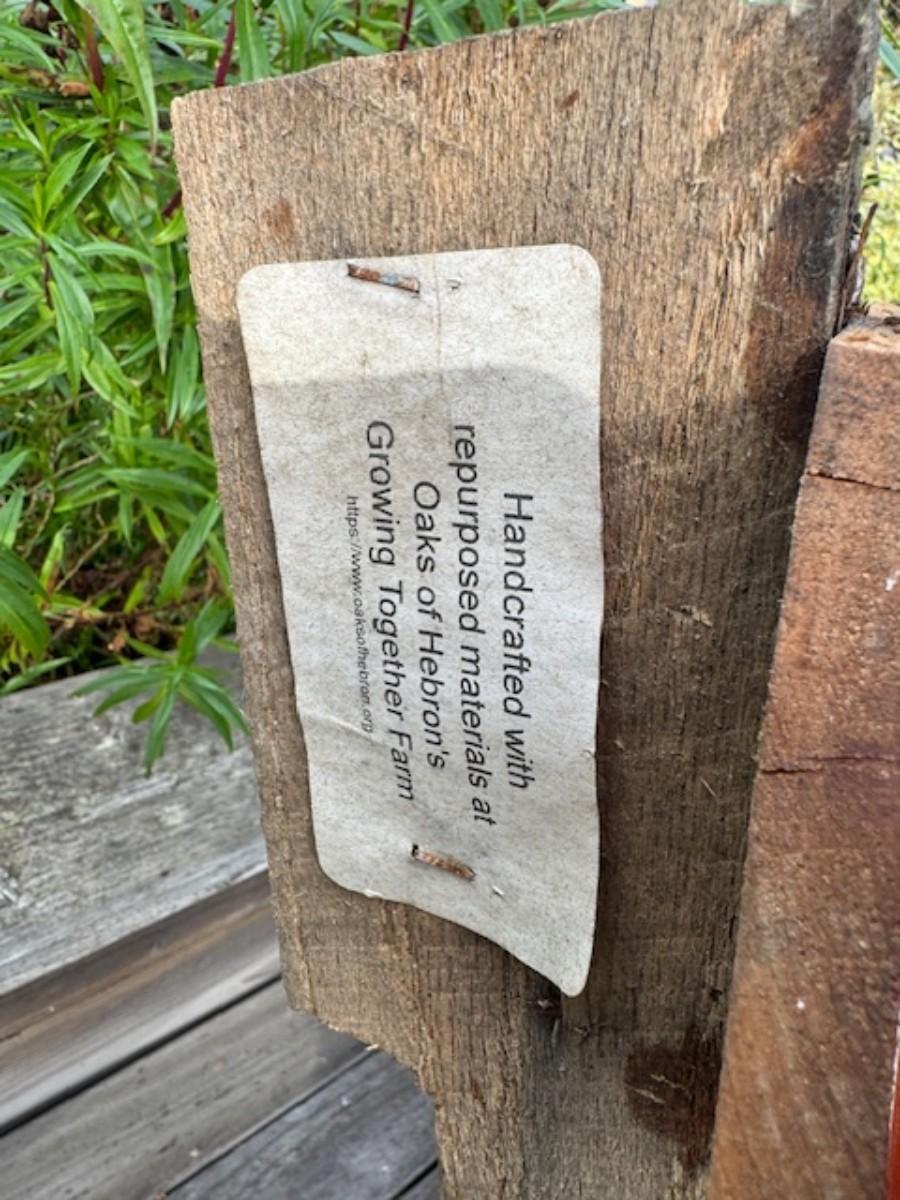 Handcrafted with
repurposed materials at
Oaks of Hebron's
Growing Together Farm
https://www.oaksofhebron.org